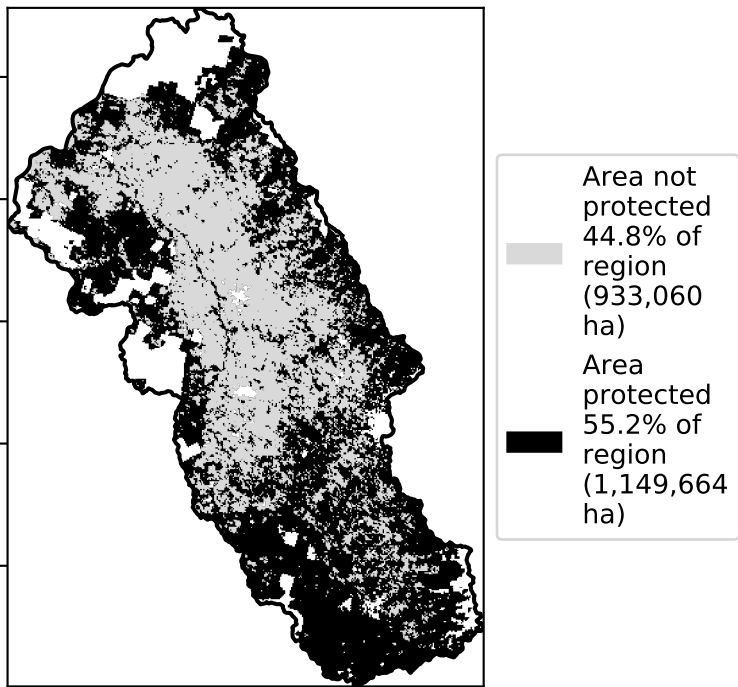 Area not
protected
44.8% of
region
(933,060
ha)
Area
protected
55.2% of
region
(1,149,664
ha)